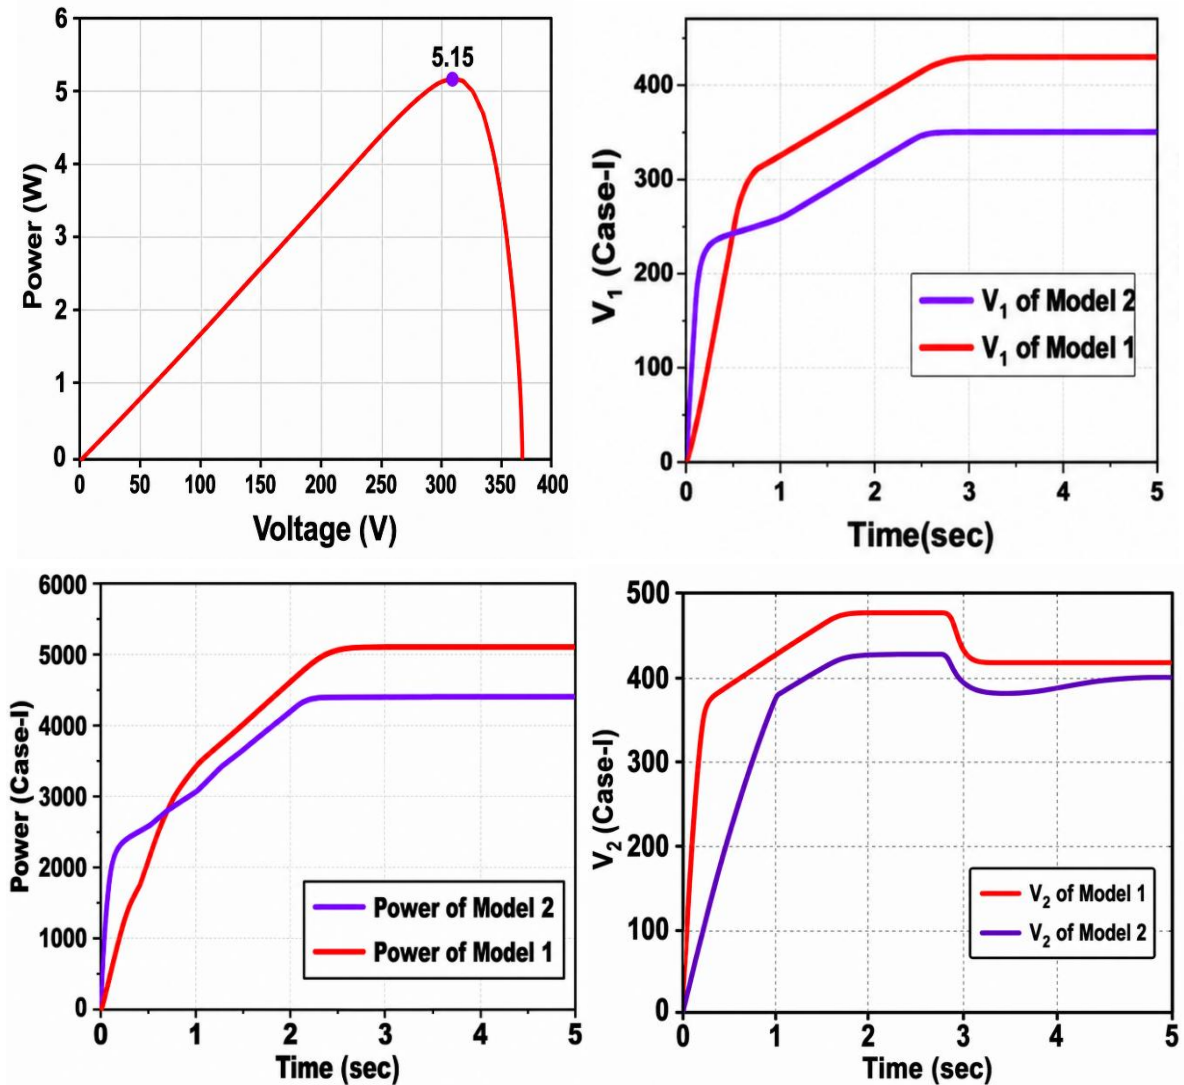 6
5
4
3
2
1
0
5.15
0 50 100 150 200 250 300 350 400
Power (W)
Voltage (V)
400
300
200
100
0
0 1 2 3 4 5
V₁ (Case-I)
Time(sec)
V₁ of Model 2
V₁ of Model 1
6000
5000
4000
3000
2000
1000
0
0 1 2 3 4 5
Power (Case-I)
Time (sec)
Power of Model 2
Power of Model 1
500
400
300
200
100
0
0 1 2 3 4 5
V₂ (Case-I)
Time (sec)
V₂ of Model 1
V₂ of Model 2